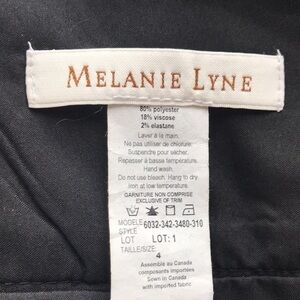 MELANIE LYNE
80% polyester
18% viscose
2% elastane
Laver à la main.
Ne pas utiliser de chlorure.
Suspendre pour sécher.
Repasser à basse température.
Hand wash.
Do not use bleach. Hang to dry
iron at low temperature.
GARNITURE NON COMPRISE
EXCLUSIVE OF TRIM
MODELE 6032-342-3480-310
STYLE
LOT LOT: 1
TAILLE/SIZE:
4
Assemblé au Canada
composants importées
Sewn in Canada
with imported fabric